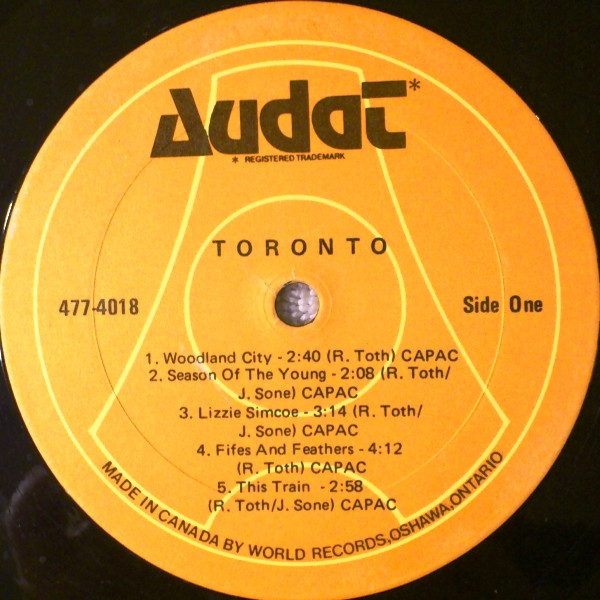 Audat*
* REGISTERED TRADEMARK
TORONTO
477-4018
Side One
1. Woodland City - 2:40 (R. Toth) CAPAC
2. Season Of The Young - 2:08 (R. Toth/
J. Sone) CAPAC
3. Lizzie Simcoe - 3:14 (R. Toth/
J. Sone) CAPAC
4. Fifes And Feathers - 4:12
(R. Toth) CAPAC
5. This Train - 2:58
(R. Toth/J. Sone) CAPAC
MADE IN CANADA BY WORLD RECORDS,OSHAWA,ONTARIO